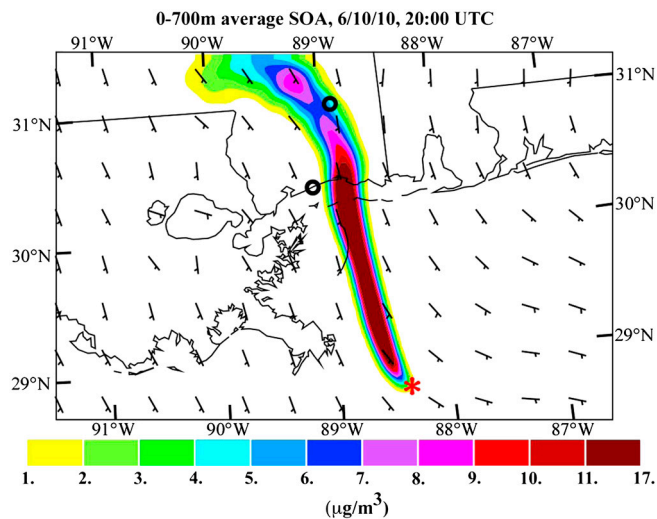 0-700m average SOA, 6/10/10, 20:00 UTC
91°W 90°W 89°W 88°W 87°W
31°N 31°N
30°N 30°N
29°N 29°N
91°W 90°W 89°W 88°W 87°W
1. 2. 3. 4. 5. 6. 7. 8. 9. 10. 11. 17.
(µg/m³)